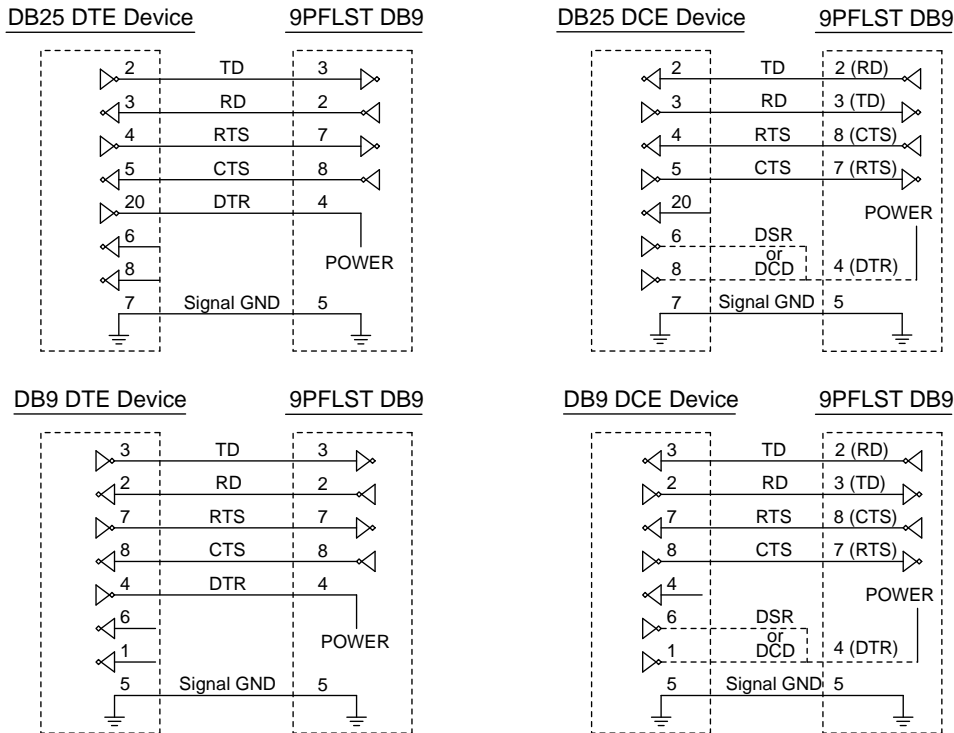 DB25 DTE Device 9PFLST DB9
2 TD 3
3 RD 2
4 RTS 7
5 CTS 8
20 DTR 4
6
8
POWER
7 Signal GND 5
DB25 DCE Device 9PFLST DB9
2 TD 2 (RD)
3 RD 3 (TD)
4 RTS 8 (CTS)
5 CTS 7 (RTS)
20
POWER
6 DSR
or
8 DCD 4 (DTR)
7 Signal GND 5
DB9 DTE Device 9PFLST DB9
3 TD 3
2 RD 2
7 RTS 7
8 CTS 8
4 DTR 4
6
POWER
1
5 Signal GND 5
DB9 DCE Device 9PFLST DB9
3 TD 2 (RD)
2 RD 3 (TD)
7 RTS 8 (CTS)
8 CTS 7 (RTS)
4
POWER
6 DSR
or
1 DCD 4 (DTR)
5 Signal GND 5